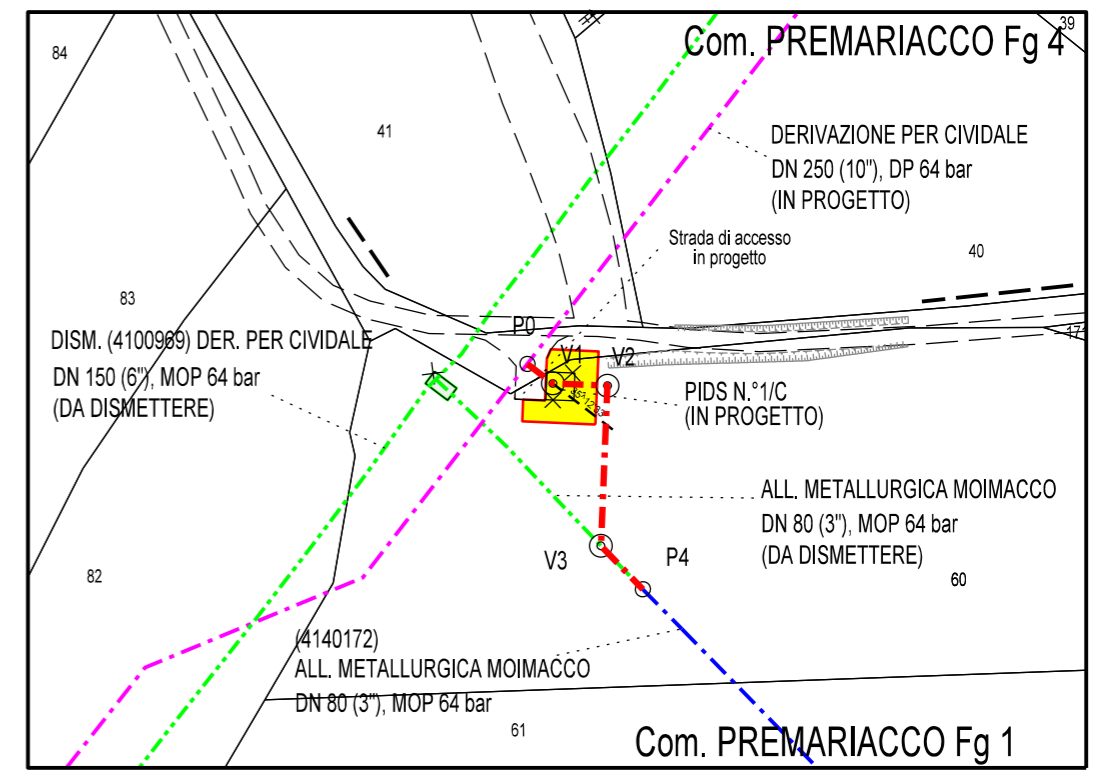 84
39
Com. PREMARIACCO Fg 4
41
DERIVAZIONE PER CIVIDALE
DN 250 (10"), DP 64 bar
(IN PROGETTO)
Strada di accesso
in progetto
40
83
P0
171
DISM. (4100969) DER. PER CIVIDALE
DN 150 (6"), MOP 64 bar
(DA DISMETTERE)
V1
V2
PIDS N.°1/C
(IN PROGETTO)
ALL. METALLURGICA MOIMACCO
DN 80 (3"), MOP 64 bar
(DA DISMETTERE)
V3
P4
82
60
(4140172)
ALL. METALLURGICA MOIMACCO
DN 80 (3"), MOP 64 bar
61
Com. PREMARIACCO Fg 1